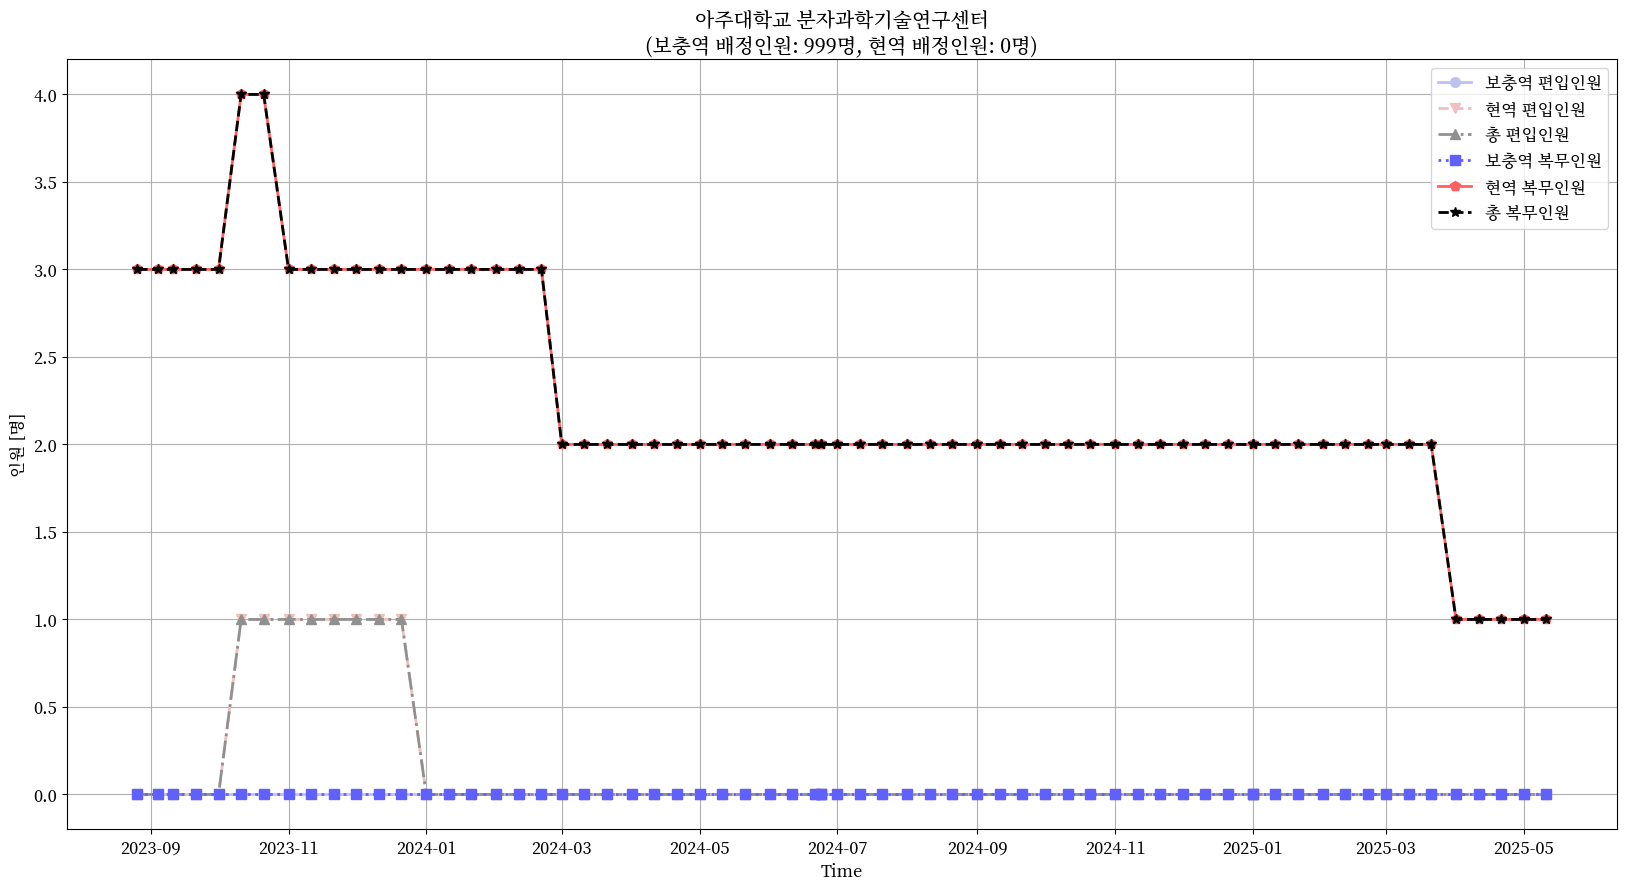 아주대학교 분자과학기술연구센터
(보충역 배정인원: 999명, 현역 배정인원: 0명)
보충역 편입인원
현역 편입인원
총 편입인원
보충역 복무인원
현역 복무인원
총 복무인원
인원 [명]
4.0
3.5
3.0
2.5
2.0
1.5
1.0
0.5
0.0
2023-09
2023-11
2024-01
2024-03
2024-05
2024-07
2024-09
2024-11
2025-01
2025-03
2025-05
Time